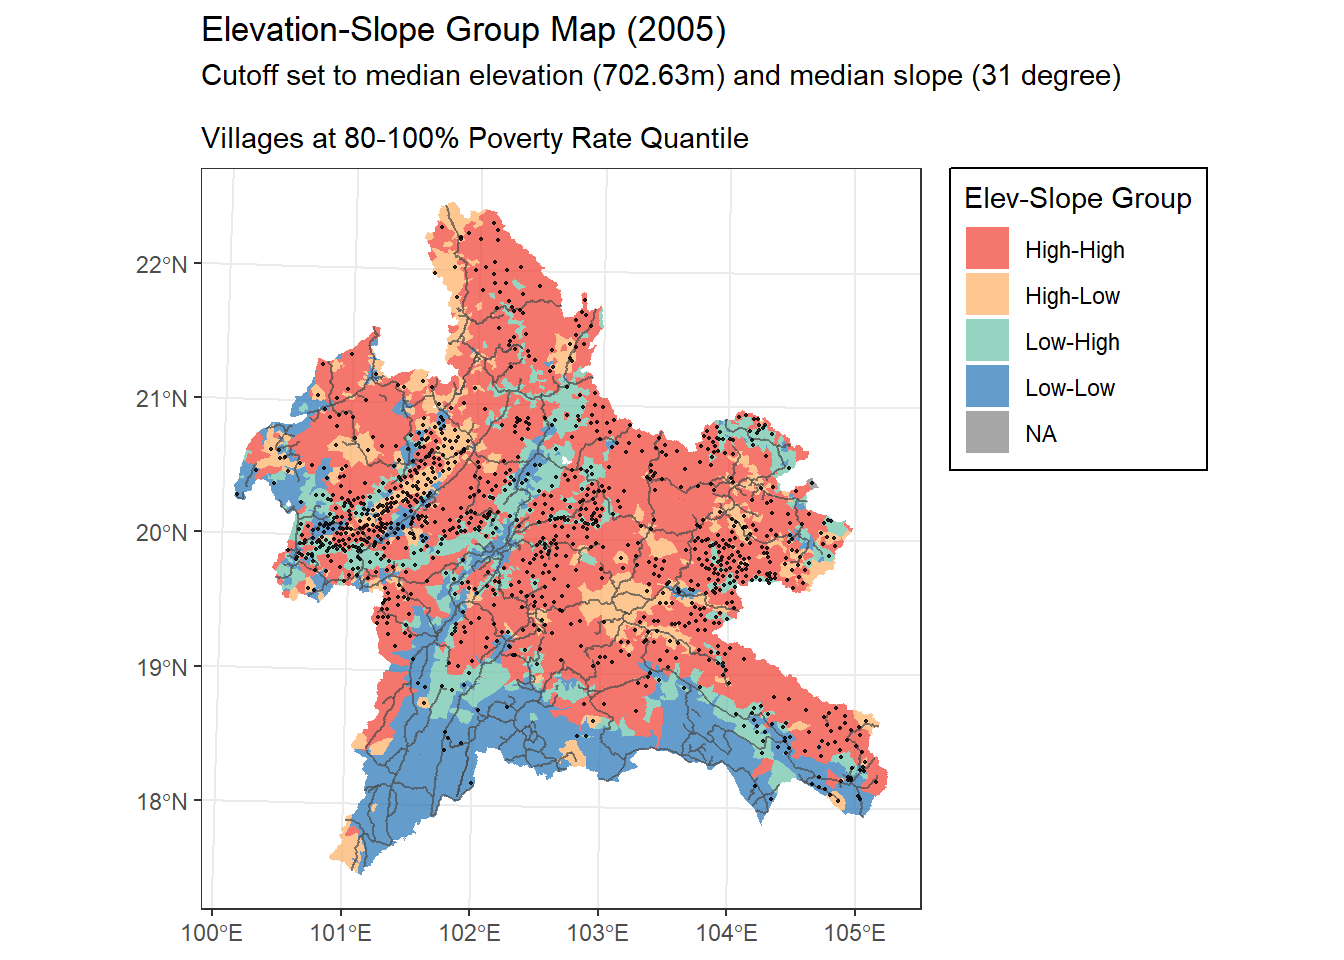 Elevation-Slope Group Map (2005)
Cutoff set to median elevation (702.63m) and median slope (31 degree)
Villages at 80-100% Poverty Rate Quantile
Elev-Slope Group
High-High
High-Low
Low-High
Low-Low
NA
22°N
21°N
20°N
19°N
18°N
100°E 101°E 102°E 103°E 104°E 105°E